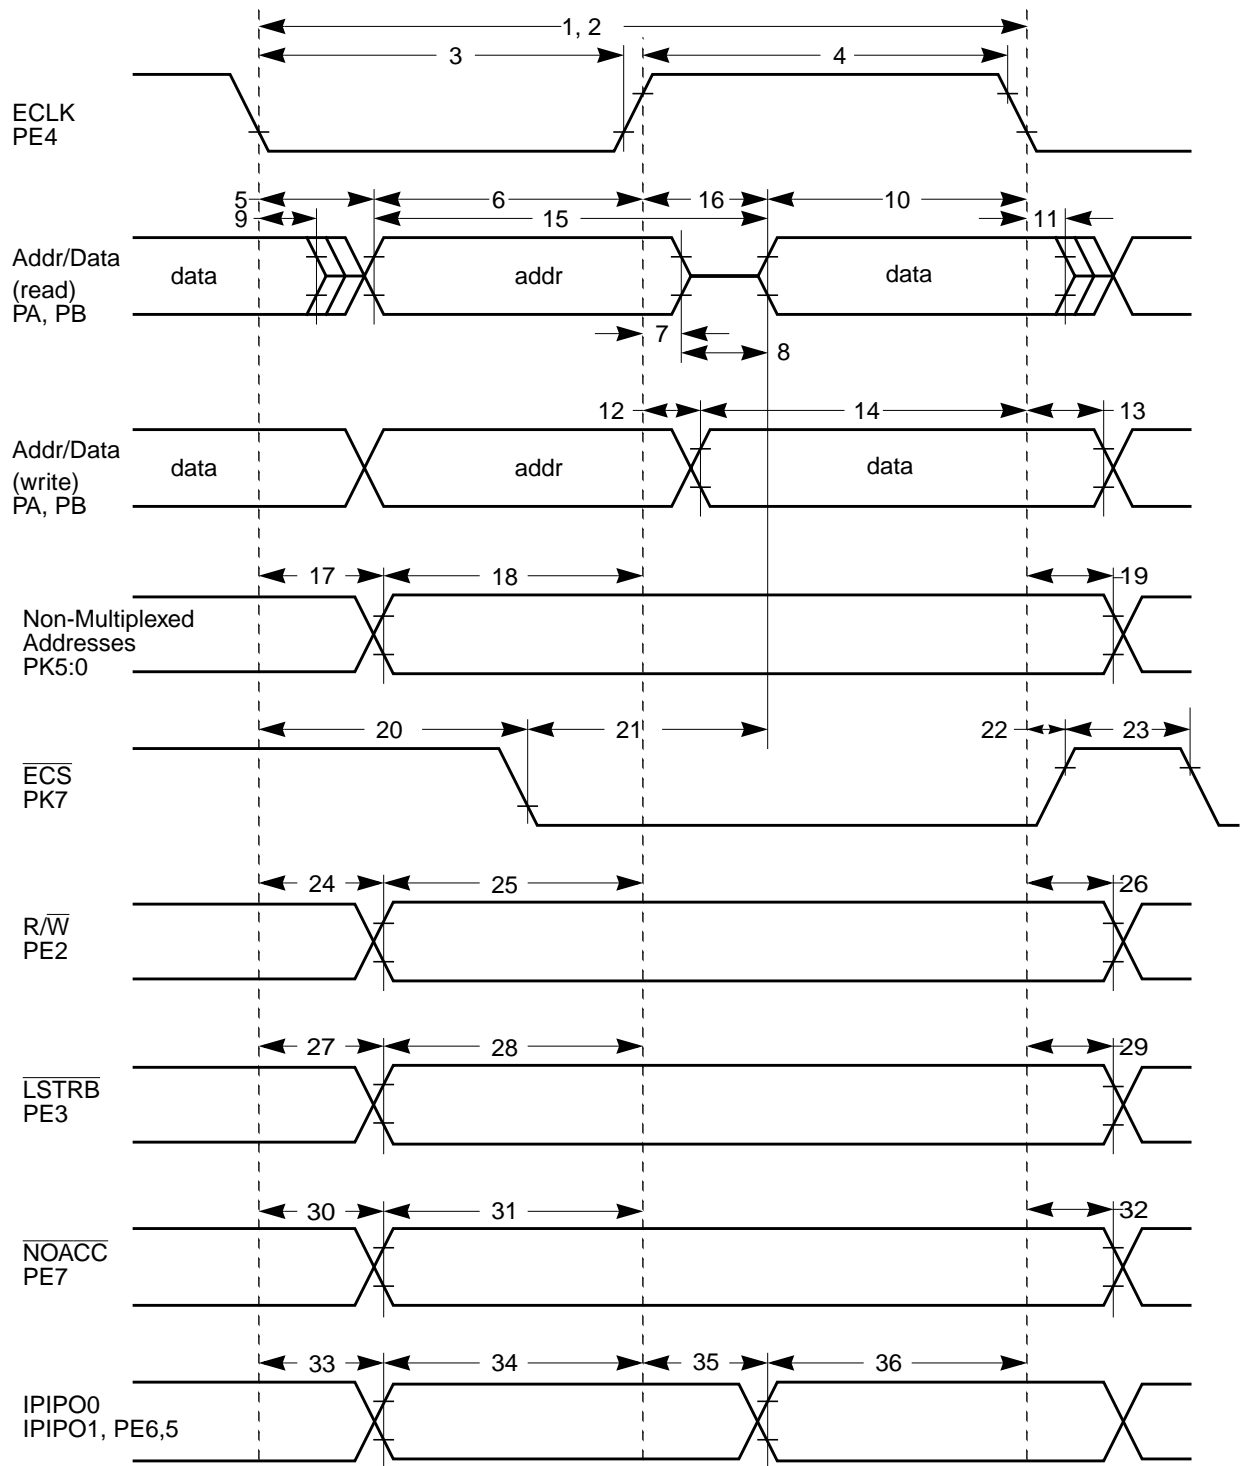 1, 2
3 4
ECLK
PE4
5 6 16 10
9 15 11
Addr/Data
(read)
PA, PB
data addr data
7
8
12 14 13
Addr/Data
(write)
PA, PB
data addr data
17 18 19
Non-Multiplexed
Addresses
PK5:0
20 21 22 23
ECS
PK7
24 25 26
R/W
PE2
27 28 29
LSTRB
PE3
30 31 32
NOACC
PE7
33 34 35 36
IPIPO0
IPIPO1, PE6,5